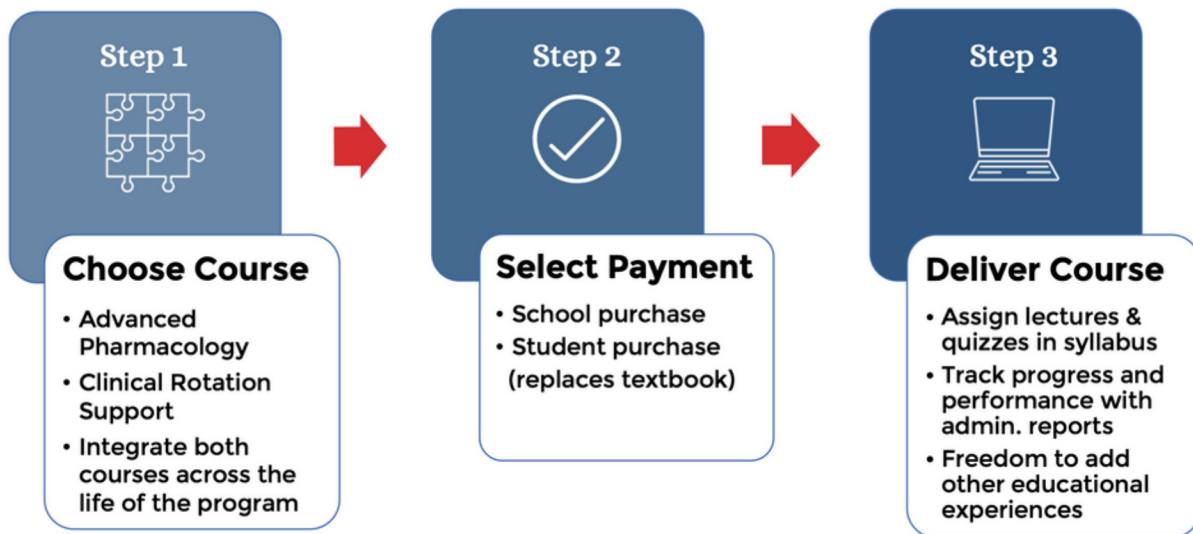 Step 1
Choose Course
• Advanced
Pharmacology
• Clinical Rotation
Support
• Integrate both
courses across the
life of the program
Step 2
Select Payment
• School purchase
• Student purchase
(replaces textbook)
Step 3
Deliver Course
• Assign lectures &
quizzes in syllabus
• Track progress and
performance with
admin. reports
• Freedom to add
other educational
experiences